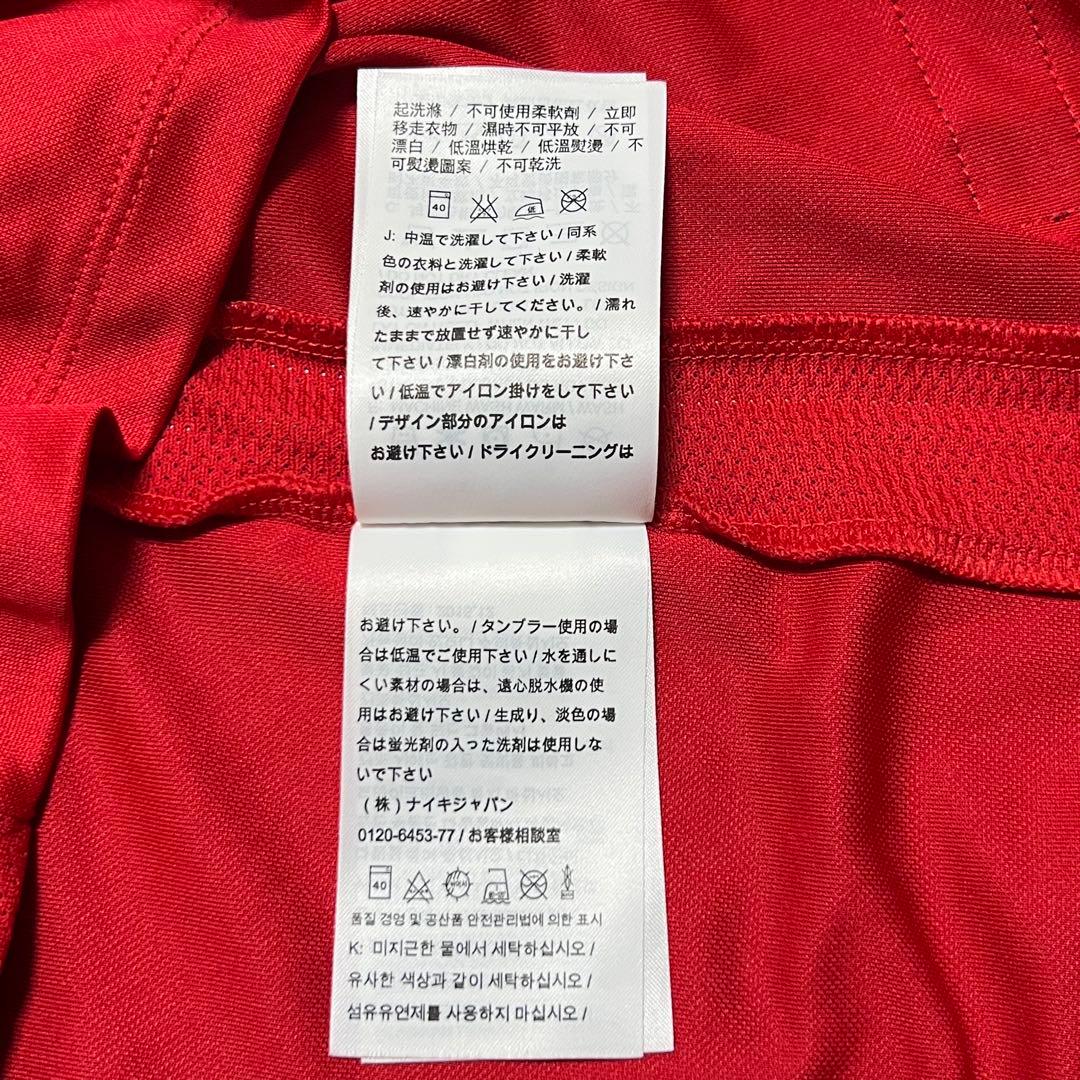 起洗滌 / 不可使用柔軟劑 / 立即
移走衣物 / 濕時不可平放 / 不可
漂白 / 低溫烘乾 / 低溫熨燙 / 不
可熨燙圖案 / 不可乾洗
40 低
J: 中温で洗濯して下さい / 同系
色の衣料と洗濯して下さい / 柔軟
剤の使用はお避け下さい / 洗濯
後、速やかに干してください。 / 濡れ
たままで放置せず速やかに干し
て下さい / 漂白剤の使用をお避け下さ
い / 低温でアイロン掛けをして下さい
/ デザイン部分のアイロンは
お避け下さい / ドライクリーニングは
お避け下さい。 / タンブラー使用の場
合は低温でご使用下さい / 水を通しに
くい素材の場合は、遠心脱水機の使
用はお避け下さい / 生成り、淡色の場
合は蛍光剤の入った洗剤は使用しな
いで下さい
(株) ナイキジャパン
0120-6453-77 / お客様相談室
40
품질 경영 및 공산품 안전관리법에 의한 표시
K: 미지근한 물에서 세탁하십시오 /
유사한 색상과 같이 세탁하십시오 /
섬유유연제를 사용하지 마십시오 /